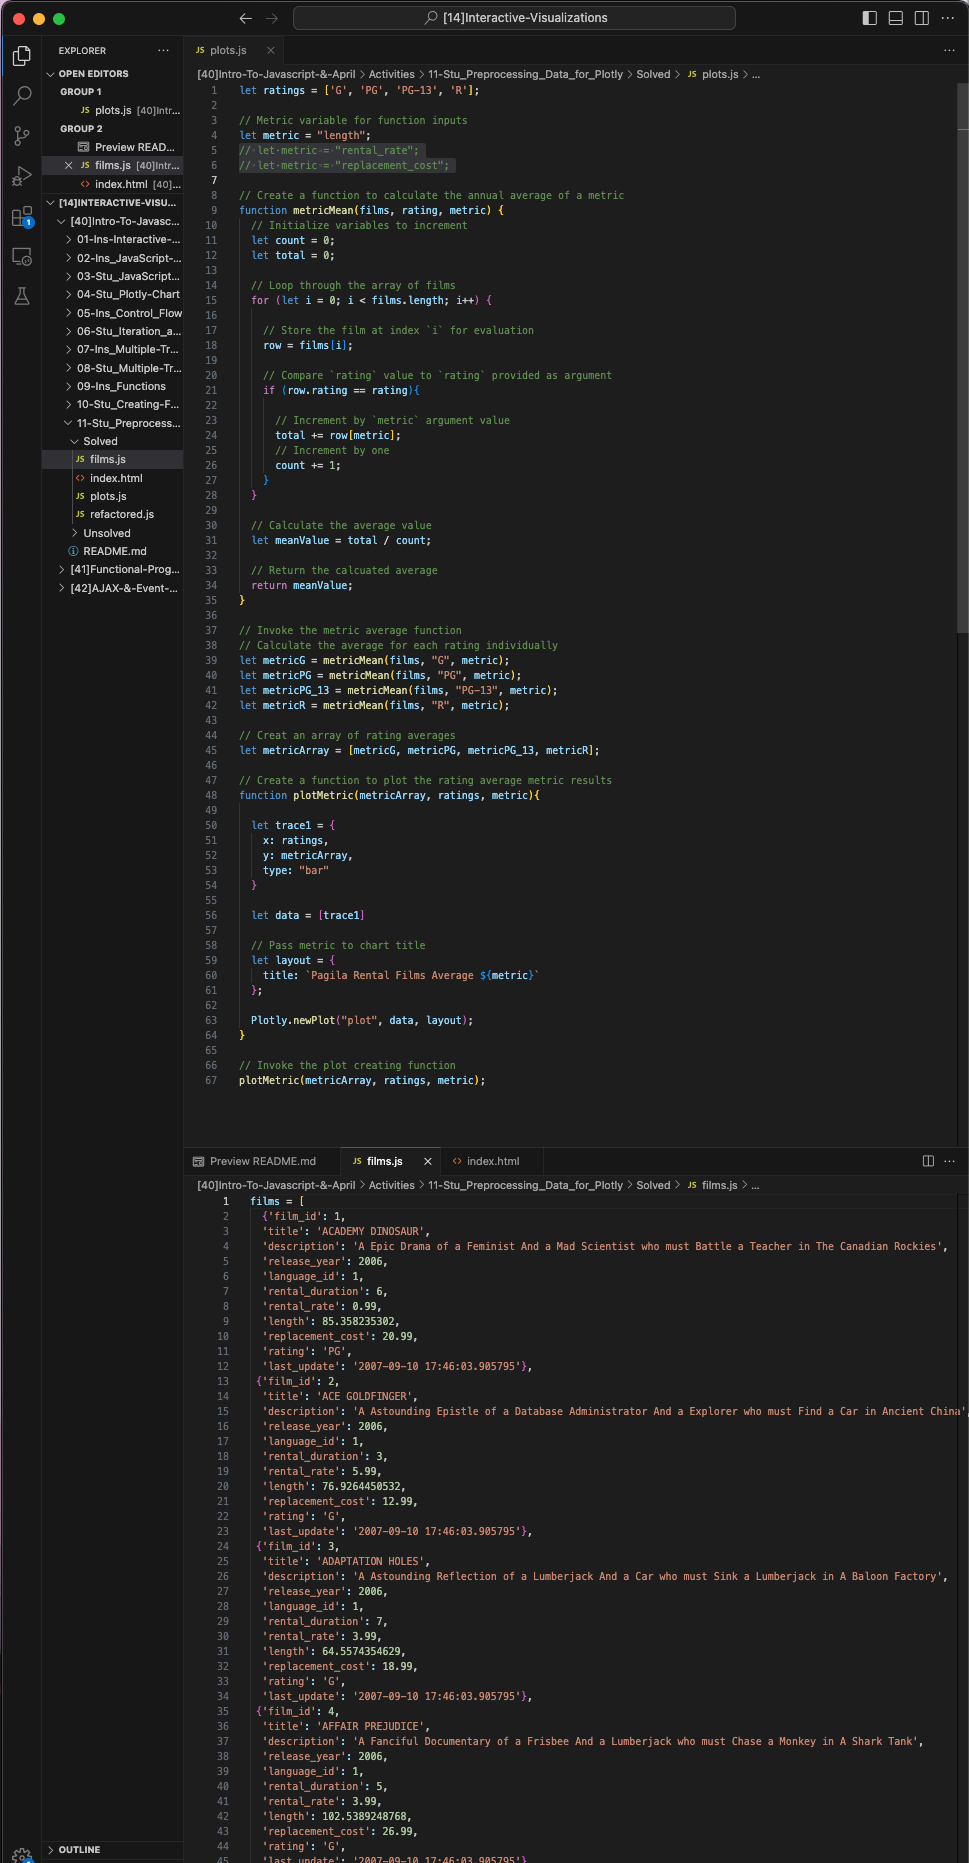 [14]Interactive-Visualizations
EXPLORER
OPEN EDITORS
GROUP 1
JS plots.js [40]Intr...
GROUP 2
Preview READ...
JS films.js [40]Intr...
<> index.html [40]...
[14]INTERACTIVE-VISU...
[40]Intro-To-Javasc...
01-Ins-Interactive-...
02-Ins_JavaScript-...
03-Stu_JavaScript...
04-Stu_Plotly-Chart
05-Ins_Control_Flow
06-Stu_Iteration_a...
07-Ins_Multiple-Tr...
08-Stu_Multiple-Tr...
09-Ins_Functions
10-Stu_Creating-F...
11-Stu_Preprocess...
Solved
JS films.js
<> index.html
JS plots.js
JS refactored.js
Unsolved
README.md
[41]Functional-Prog...
[42]AJAX-&-Event-...
OUTLINE
1
JS plots.js
[40]Intro-To-Javascript-&-April > Activities > 11-Stu_Preprocessing_Data_for_Plotly > Solved > JS plots.js > ...
1 let ratings = ['G', 'PG', 'PG-13', 'R'];
2
3 // Metric variable for function inputs
4 let metric = "length";
5 // let metric = "rental_rate";
6 // let metric = "replacement_cost";
7
8 // Create a function to calculate the annual average of a metric
9 function metricMean(films, rating, metric) {
10 // Initialize variables to increment
11 let count = 0;
12 let total = 0;
13
14 // Loop through the array of films
15 for (let i = 0; i < films.length; i++) {
16
17 // Store the film at index `i` for evaluation
18 row = films[i];
19
20 // Compare `rating` value to `rating` provided as argument
21 if (row.rating == rating){
22
23 // Increment by `metric` argument value
24 total += row[metric];
25 // Increment by one
26 count += 1;
27 }
28 }
29
30 // Calculate the average value
31 let meanValue = total / count;
32
33 // Return the calcuated average
34 return meanValue;
35 }
36
37 // Invoke the metric average function
38 // Calculate the average for each rating individually
39 let metricG = metricMean(films, "G", metric);
40 let metricPG = metricMean(films, "PG", metric);
41 let metricPG_13 = metricMean(films, "PG-13", metric);
42 let metricR = metricMean(films, "R", metric);
43
44 // Creat an array of rating averages
45 let metricArray = [metricG, metricPG, metricPG_13, metricR];
46
47 // Create a function to plot the rating average metric results
48 function plotMetric(metricArray, ratings, metric){
49
50 let trace1 = {
51 x: ratings,
52 y: metricArray,
53 type: "bar"
54 }
55
56 let data = [trace1]
57
58 // Pass metric to chart title
59 let layout = {
60 title: `Pagila Rental Films Average ${metric}`
61 };
62
63 Plotly.newPlot("plot", data, layout);
64 }
65
66 // Invoke the plot creating function
67 plotMetric(metricArray, ratings, metric);
Preview README.md JS films.js <> index.html
[40]Intro-To-Javascript-&-April > Activities > 11-Stu_Preprocessing_Data_for_Plotly > Solved > JS films.js > ...
1 films = [
2 {'film_id': 1,
3 'title': 'ACADEMY DINOSAUR',
4 'description': 'A Epic Drama of a Feminist And a Mad Scientist who must Battle a Teacher in The Canadian Rockies',
5 'release_year': 2006,
6 'language_id': 1,
7 'rental_duration': 6,
8 'rental_rate': 0.99,
9 'length': 85.358235302,
10 'replacement_cost': 20.99,
11 'rating': 'PG',
12 'last_update': '2007-09-10 17:46:03.905795'},
13 {'film_id': 2,
14 'title': 'ACE GOLDFINGER',
15 'description': 'A Astounding Epistle of a Database Administrator And a Explorer who must Find a Car in Ancient China',
16 'release_year': 2006,
17 'language_id': 1,
18 'rental_duration': 3,
19 'rental_rate': 5.99,
20 'length': 76.9264450532,
21 'replacement_cost': 12.99,
22 'rating': 'G',
23 'last_update': '2007-09-10 17:46:03.905795'},
24 {'film_id': 3,
25 'title': 'ADAPTATION HOLES',
26 'description': 'A Astounding Reflection of a Lumberjack And a Car who must Sink a Lumberjack in A Baloon Factory',
27 'release_year': 2006,
28 'language_id': 1,
29 'rental_duration': 7,
30 'rental_rate': 3.99,
31 'length': 64.5574354629,
32 'replacement_cost': 18.99,
33 'rating': 'G',
34 'last_update': '2007-09-10 17:46:03.905795'},
35 {'film_id': 4,
36 'title': 'AFFAIR PREJUDICE',
37 'description': 'A Fanciful Documentary of a Frisbee And a Lumberjack who must Chase a Monkey in A Shark Tank',
38 'release_year': 2006,
39 'language_id': 1,
40 'rental_duration': 5,
41 'rental_rate': 3.99,
42 'length': 102.5389248768,
43 'replacement_cost': 26.99,
44 'rating': 'G',
45 'last_update': '2007-09-10 17:46:03.905795'},